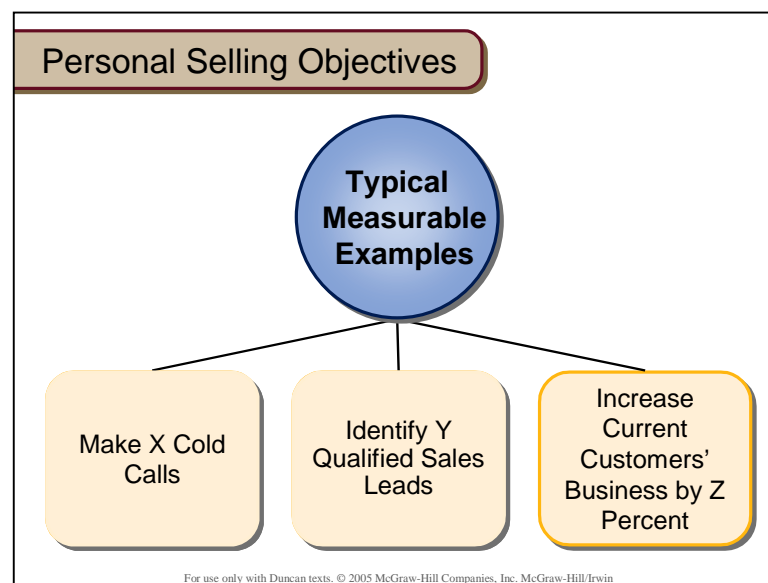 Personal Selling Objectives
Typical
Measurable
Examples
Make X Cold
Calls
Identify Y
Qualified Sales
Leads
Increase
Current
Customers’
Business by Z
Percent
For use only with Duncan texts. © 2005 McGraw-Hill Companies, Inc. McGraw-Hill/Irwin